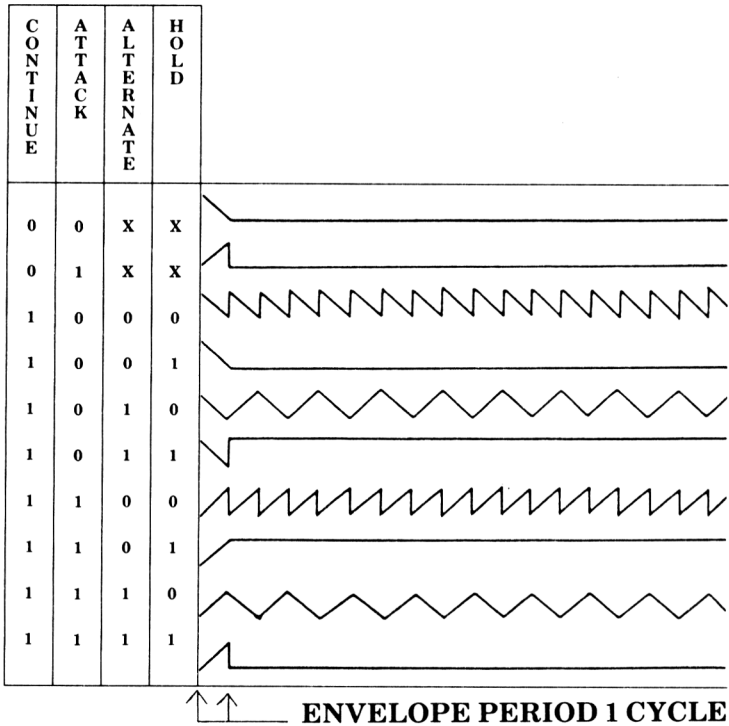 CONTINUE ATTACK ALTERNATE HOLD
0 0 X X
0 1 X X
1 0 0 0
1 0 0 1
1 0 1 0
1 0 1 1
1 1 0 0
1 1 0 1
1 1 1 0
1 1 1 1
ENVELOPE PERIOD 1 CYCLE